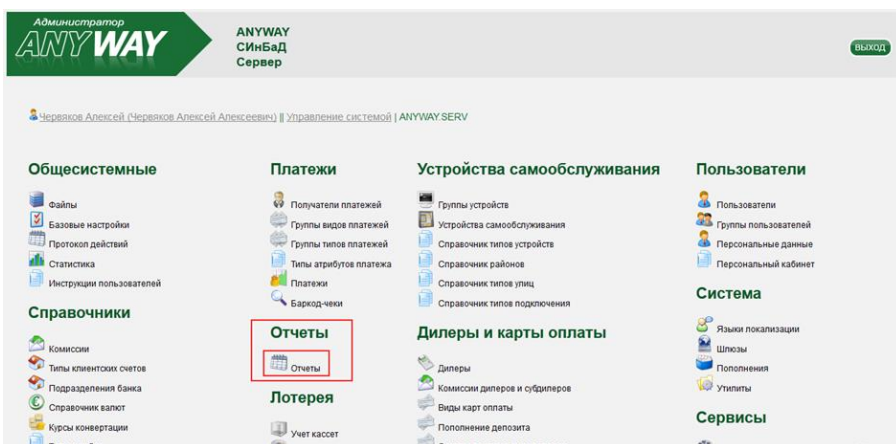 Администратор
ANYWAY
ANYWAY
СИнБаД
Сервер
выход
Червяков Алексей (Червяков Алексей Алексеевич) || Управление системой | ANYWAY.SERV
Общесистемные
Файлы
Базовые настройки
Протокол действий
Статистика
Инструкции пользователей
Справочники
Комиссии
Типы клиентских счетов
Подразделения банка
Справочник валют
Курсы конвертации
Платежи
Получатели платежей
Группы видов платежей
Группы типов платежей
Типы атрибутов платежа
Платежи
Баркод-чеки
Отчеты
Отчеты
Лотерея
Учет кассет
Устройства самообслуживания
Группы устройств
Устройства самообслуживания
Справочник типов устройств
Справочник районов
Справочник типов улиц
Справочник типов подключения
Дилеры и карты оплаты
Дилеры
Комиссии дилеров и субдилеров
Виды карт оплаты
Пополнение депозита
Пользователи
Пользователи
Группы пользователей
Персональные данные
Персональный кабинет
Система
Языки локализации
Шлюзы
Пополнения
Утилиты
Сервисы